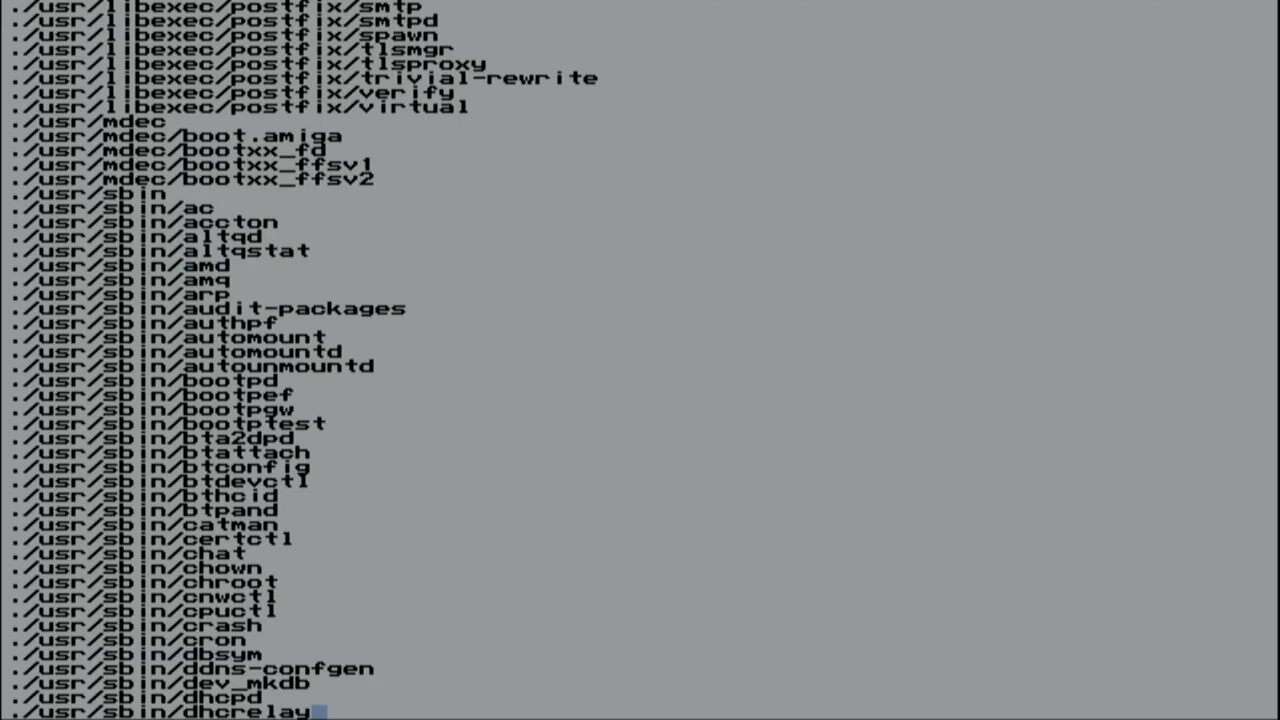 ./usr/libexec/postfix/smtp
./usr/libexec/postfix/smtpd
./usr/libexec/postfix/spawn
./usr/libexec/postfix/tlsmgr
./usr/libexec/postfix/tlsproxy
./usr/libexec/postfix/trivial-rewrite
./usr/libexec/postfix/verify
./usr/libexec/postfix/virtual
./usr/mdec
./usr/mdec/boot.amiga
./usr/mdec/bootxx_fd
./usr/mdec/bootxx_ffsv1
./usr/mdec/bootxx_ffsv2
./usr/sbin
./usr/sbin/ac
./usr/sbin/accton
./usr/sbin/altqd
./usr/sbin/altqstat
./usr/sbin/amd
./usr/sbin/amq
./usr/sbin/arp
./usr/sbin/audit-packages
./usr/sbin/authpf
./usr/sbin/automount
./usr/sbin/automountd
./usr/sbin/autounmountd
./usr/sbin/bootpd
./usr/sbin/bootpef
./usr/sbin/bootpgw
./usr/sbin/bootptest
./usr/sbin/bta2dpd
./usr/sbin/btattach
./usr/sbin/btconfig
./usr/sbin/btdevctl
./usr/sbin/bthcid
./usr/sbin/btpand
./usr/sbin/catman
./usr/sbin/certctl
./usr/sbin/chat
./usr/sbin/chown
./usr/sbin/chroot
./usr/sbin/cnwctl
./usr/sbin/cpuctl
./usr/sbin/crash
./usr/sbin/cron
./usr/sbin/dbsym
./usr/sbin/ddns-confgen
./usr/sbin/dev_mkdb
./usr/sbin/dhcpd
./usr/sbin/dhcrelay